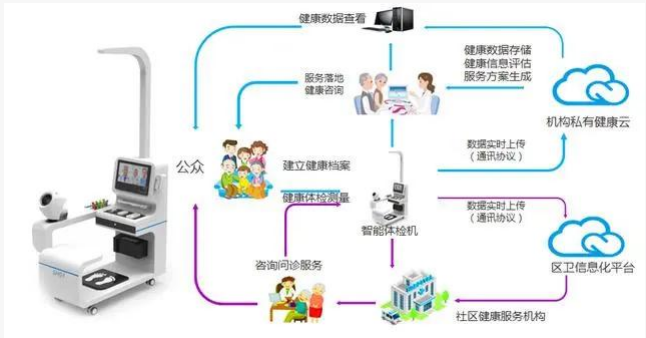 健康数据查看
健康数据存储
健康信息评估
服务方案生成
服务落地
健康咨询
机构私有健康云
数据实时上传
（通讯协议）
公众
建立健康档案
健康体检测量
数据实时上传
（通讯协议）
智能体检机
咨询问诊服务
区卫信息化平台
社区健康服务机构